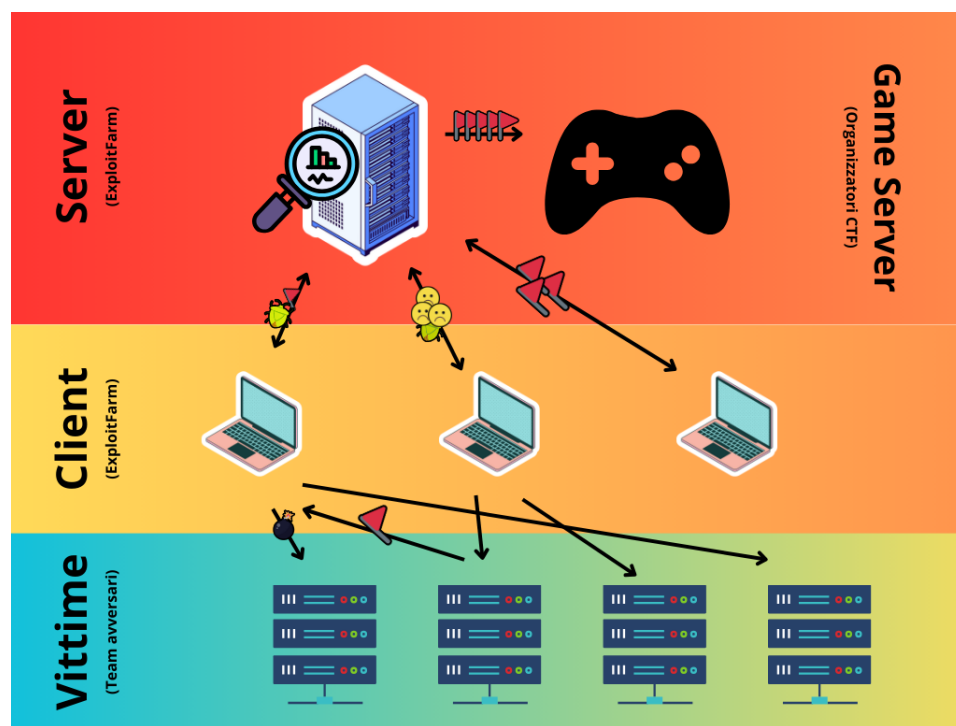 Server
(ExploitFarm)
Game Server
(Organizzatori CTF)
Client
(ExploitFarm)
Vittime
(Team avversari)